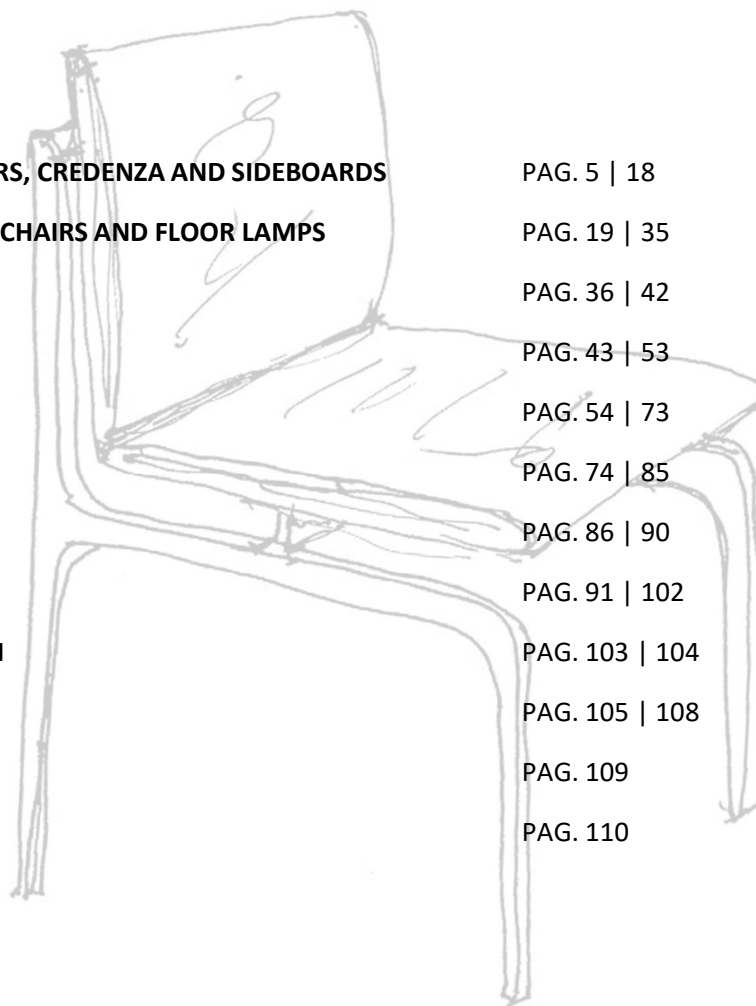 RS, CREDENZA AND SIDEBOARDS PAG. 5 | 18
CHAIRS AND FLOOR LAMPS PAG. 19 | 35
PAG. 36 | 42
PAG. 43 | 53
PAG. 54 | 73
PAG. 74 | 85
PAG. 86 | 90
PAG. 91 | 102
PAG. 103 | 104
PAG. 105 | 108
PAG. 109
PAG. 110